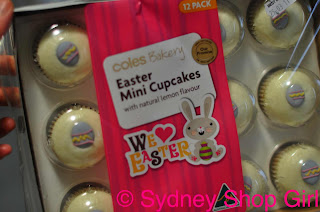 12 PACK
coles Bakery
Easter
Mini Cupcakes
with natural lemon flavour
WE
EASTER
© Sydney Shop Girl